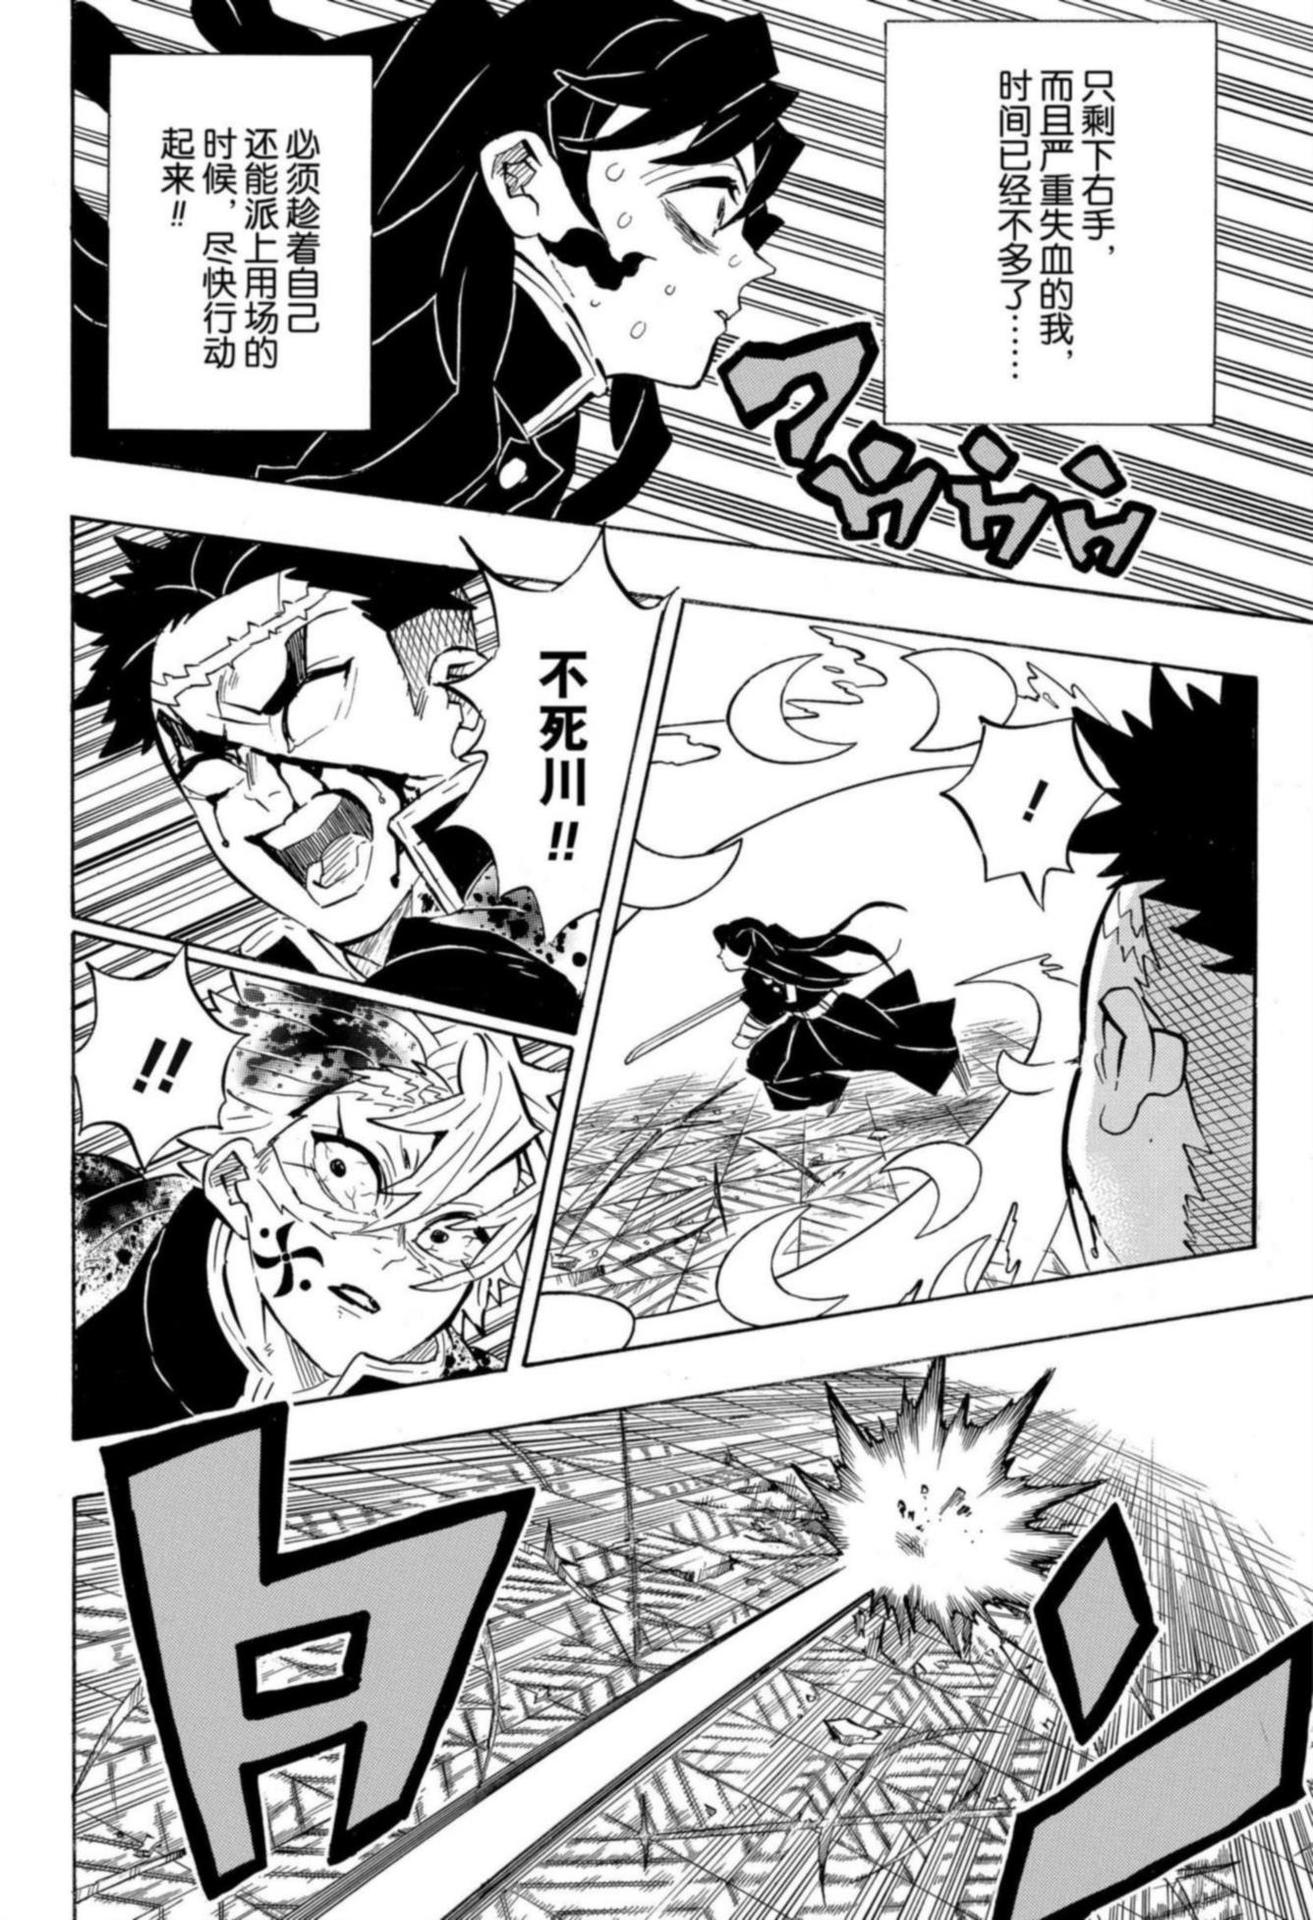 只剩下右手，
而且严重失血的我，
时间已经不多了……
必须趁着自己
还能派上用场的
时候，尽快行动
起来!!
!
不死川!!
!!